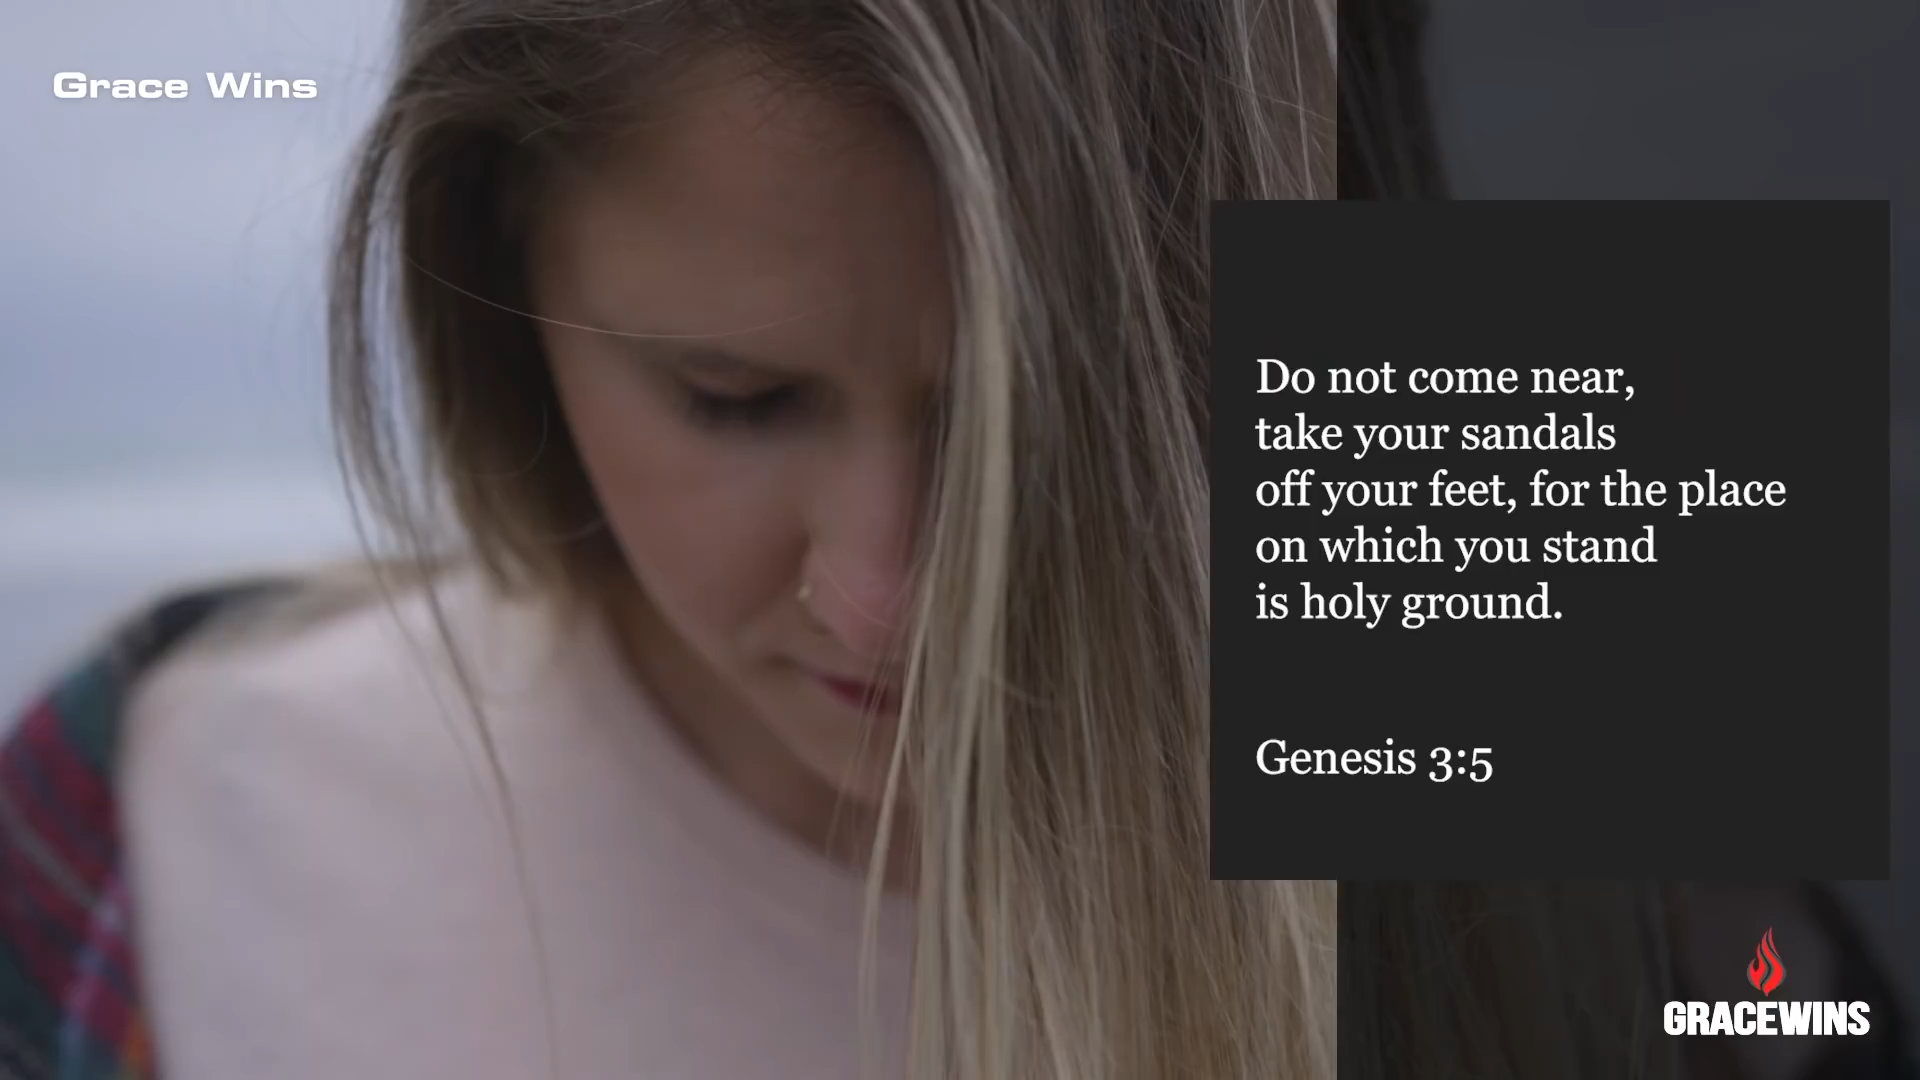 Grace Wins
Do not come near,
take your sandals
off your feet, for the place
on which you stand
is holy ground.
Genesis 3:5
GRACEWINS